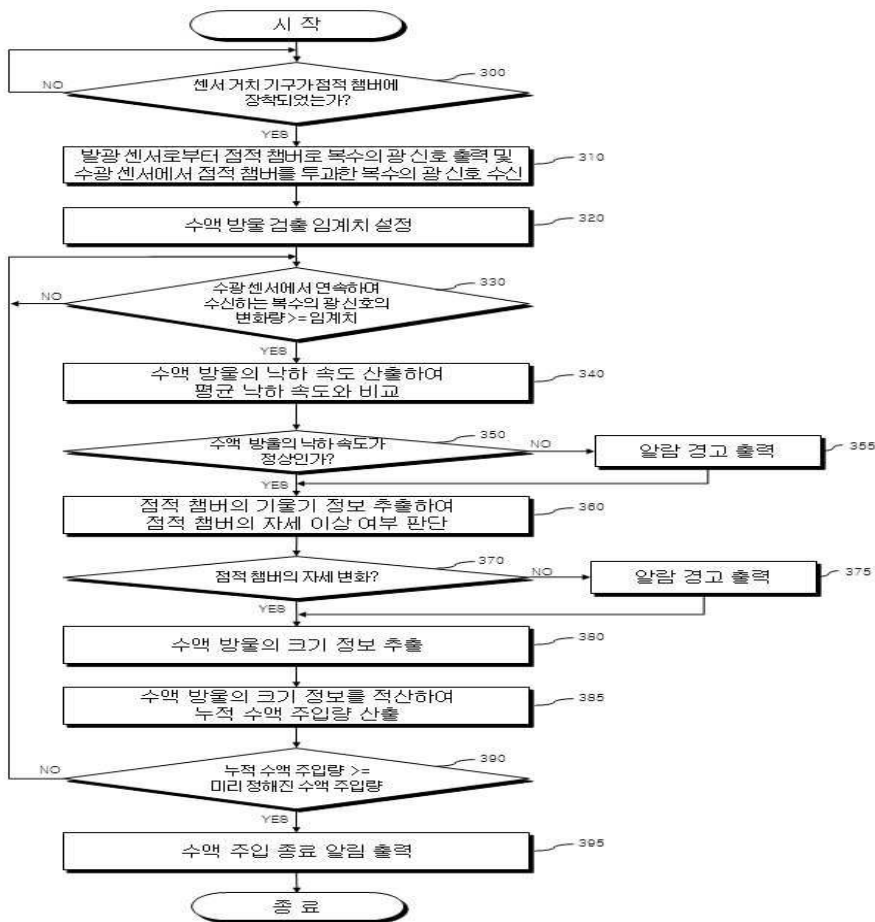 시 작
300
센서 거치 기구가 점적 챔버에
장착되었는가?
NO
YES
발광 센서로부터 점적 챔버로 복수의 광 신호 출력 및
수광 센서에서 점적 챔버를 투과한 복수의 광 신호 수신
310
수액 방울 검출 임계치 설정
320
수광 센서에서 연속하며
수신하는 복수의 광 신호의
변화량>=임계치
330
NO
YES
수액 방울의 낙하 속도 산출하여
평균 낙하 속도와 비교
340
수액 방울의 낙하 속도가
정상인가?
350
NO
알람 경고 출력
355
YES
점적 챔버의 기울기 정보 추출하여
점적 챔버의 자세 이상 여부 판단
360
점적 챔버의 자세 변화?
370
NO
알람 경고 출력
375
YES
수액 방울의 크기 정보 추출
380
수액 방울의 크기 정보를 적산하여
누적 수액 주입량 산출
385
누적 수액 주입량 >=
미리 정해진 수액 주입량
390
NO
YES
수액 주입 종료 알림 출력
395
종 료